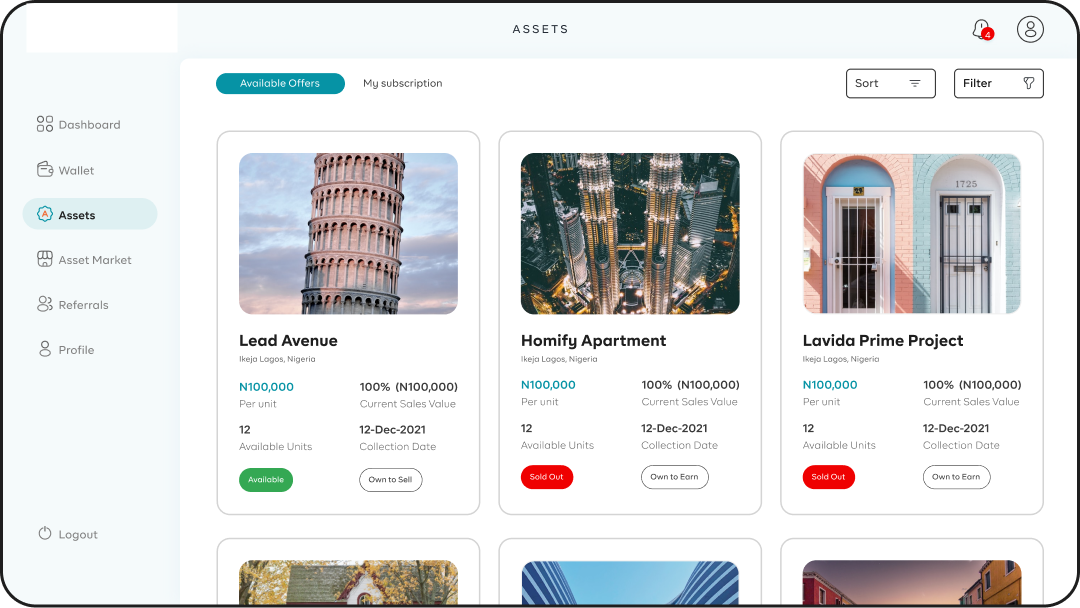 ASSETS
4
Available Offers
My subscription
Sort
Filter
Dashboard
Wallet
Assets
Asset Market
Referrals
Profile
Logout
Lead Avenue
Ikeja Lagos, Nigeria
N100,000
100% (N100,000)
Per unit
Current Sales Value
12
12-Dec-2021
Available Units
Collection Date
Available
Own to Sell
Homify Apartment
Ikeja Lagos, Nigeria
N100,000
100% (N100,000)
Per unit
Current Sales Value
12
12-Dec-2021
Available Units
Collection Date
Sold Out
Own to Earn
1725
Lavida Prime Project
Ikeja Lagos, Nigeria
N100,000
100% (N100,000)
Per unit
Current Sales Value
12
12-Dec-2021
Available Units
Collection Date
Sold Out
Own to Earn